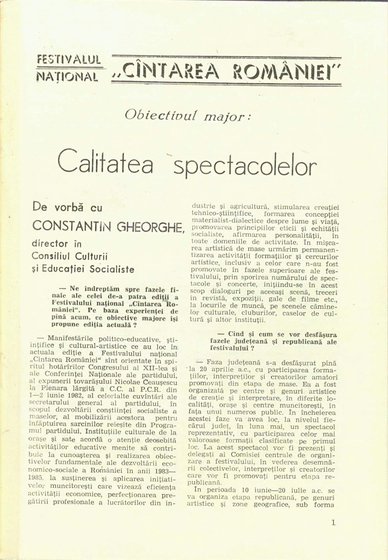 FESTIVALUL
NAȚIONAL
„CÎNTAREA ROMÂNIEI"
Obiectivul major:
Calitatea spectacolelor
De vorbă cu
CONSTANTIN GHEORGHE,
director în
Consiliul Culturii
și Educației Socialiste
— Ne îndreptăm spre fazele fi-
nale ale celei de-a patra ediții a
Festivalului național „Cîntarea Ro-
mâniei". Pe baza experienței de
pînă acum, ce obiective majore își
propune ediția actuală ?
— Manifestările politico-educative, ști-
ințifice și cultural-artistice ce au loc în
actuala ediție a Festivalului național
„Cîntarea României" sînt orientate în spi-
ritul hotărîrilor Congresului al XII-lea și
ale Conferinței Naționale ale partidului,
al expunerii tovarășului Nicolae Ceaușescu
la Plenara lărgită a C.C. al P.C.R. din
1—2 iunie 1982, al celorlalte cuvîntări ale
secretarului general al partidului, în
scopul dezvoltării conștiinței socialiste a
maselor, al mobilizării acestora pentru
înfăptuirea sarcinilor reieșite din Progra-
mul partidului. Instituțiile culturale de la
orașe și sate acordă o atenție deosebită
activităților educative menite să contri-
buie la cunoașterea și realizarea obiec-
tivelor fundamentale ale dezvoltării eco-
nomico-sociale a României în anii 1983—
1985, la susținerea și aplicarea inițiati-
velor muncitorești care vizează eficiența
activității economice, perfecționarea pre-
gătirii profesionale a lucrătorilor din in-
dustrie și agricultură, stimularea creației
tehnico-științifice, formarea concepției
materialist-dialectice despre lume și viață,
promovarea principiilor eticii și echității
socialiste, afirmarea personalității, în
toate domeniile de activitate. În mișca-
rea artistică de mase urmărim permanen-
tizarea activității formațiilor și cercurilor
artistice, inclusiv a celor care n-au fost
promovate în fazele superioare ale fes-
tivalului, prin sporirea numărului de spec-
tacole și concerte, inițiindu-se în acest
scop dialoguri pe aceeași scenă, treceri
în revistă, expoziții, gale de filme etc.,
la locurile de muncă, pe scenele cămine-
lor culturale, cluburilor, caselor de cul-
tură și altor instituții.
— Cînd și cum se vor desfășura
fazele județeană și republicană ale
festivalului ?
— Faza județeană s-a desfășurat pînă
la 20 aprilie a.c., cu participarea forma-
țiilor, interpreților și creatorilor amatori
promovați din etapa de mase. Ea a fost
organizată pe centre și genuri artistice,
de creație și interpretare, în diferite lo-
calități, orașe și centre muncitorești, în
fața unui numeros public. În încheierea
acestei faze va avea loc, la nivelul fie-
cărui județ, în luna mai, un spectacol
reprezentativ, cu participarea celor mai
valoroase formații clasificate pe primul
loc. La acest spectacol vor fi prezenți și
delegați ai Comisiei centrale de organi-
zare a festivalului, în vederea desemnă-
rii colectivelor, interpreților și creatorilor
care vor fi promovați pentru etapa re-
publicană.
În perioada 10 iunie—20 iulie a.c. se
va organiza etapa republicană, pe genuri
artistice și zone geografice, sub forma
1